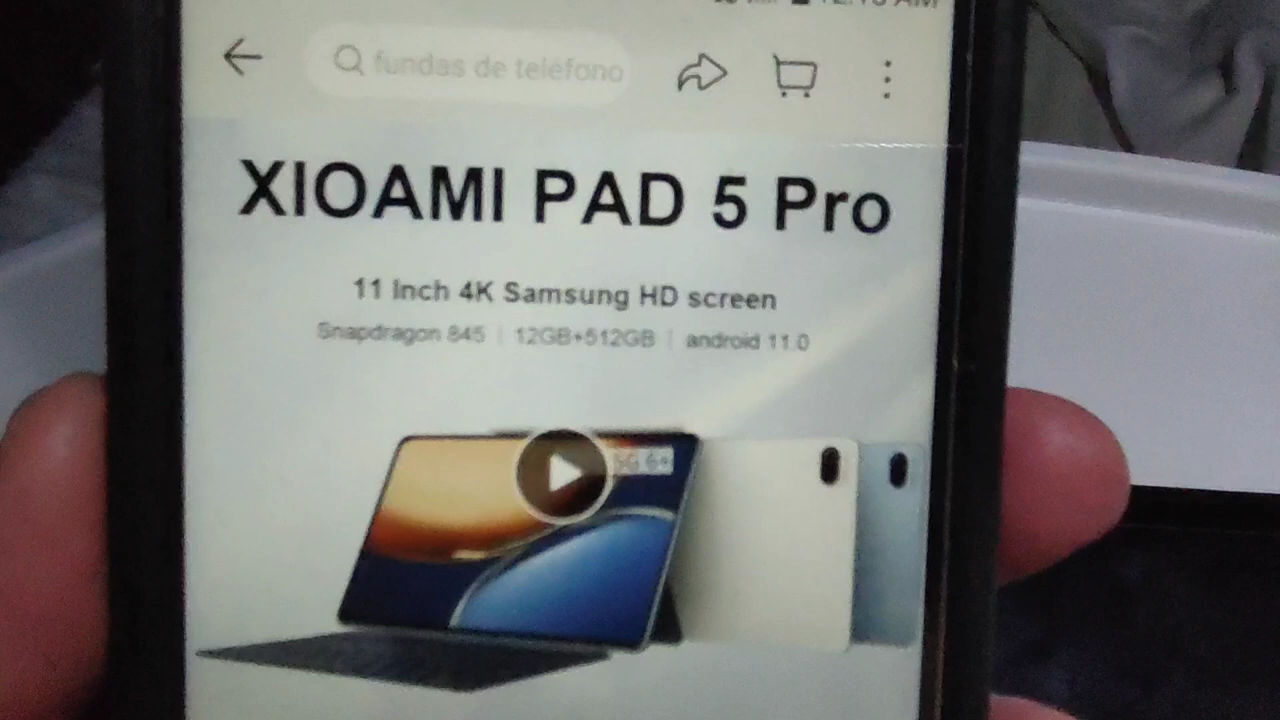 fundas de teléfono
XIOAMI PAD 5 Pro
11 Inch 4K Samsung HD screen
Snapdragon 845 | 12GB+512GB | android 11.0